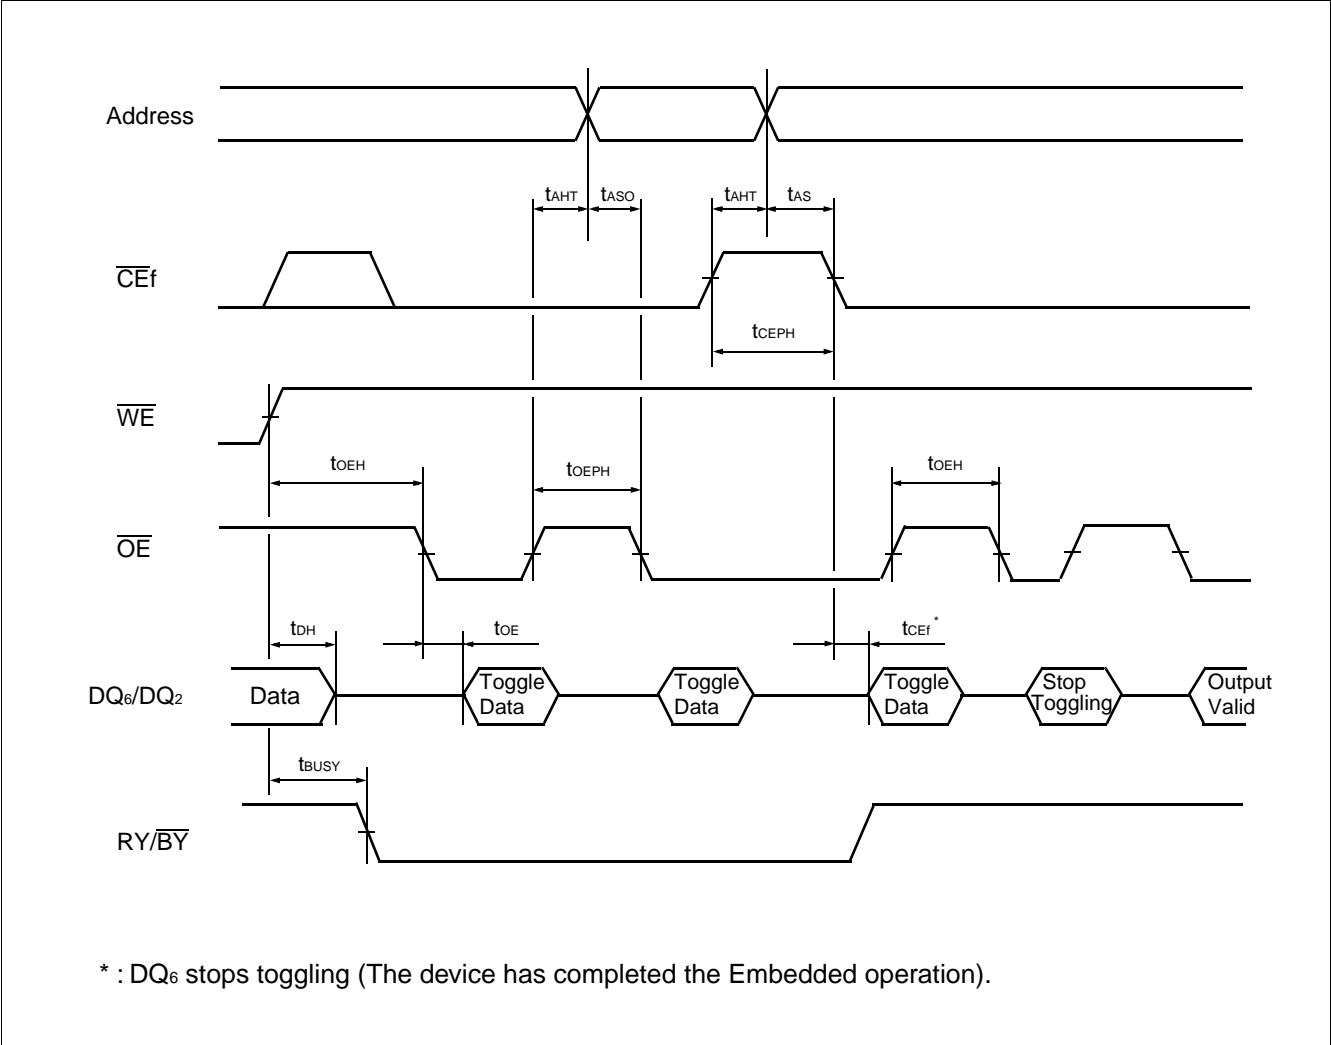 Address
tAHT tASO tAHT tAS
CEf
tCEPH
WE
tOEH tOEPH tOEH
OE
tDH tOE tCEf*
DQ6/DQ2 Data Toggle Data Toggle Data Toggle Data Stop Toggling Output Valid
tBUSY
RY/BY
* : DQ6 stops toggling (The device has completed the Embedded operation).